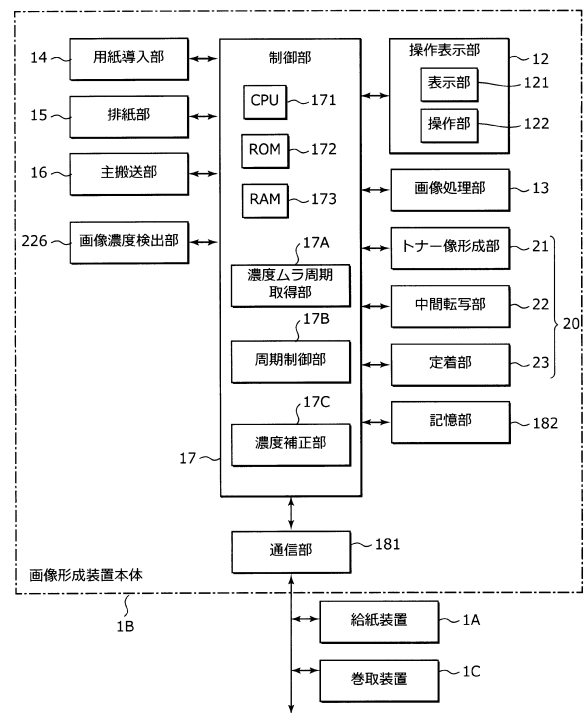 14
用紙導入部
15
排紙部
16
主搬送部
226
画像濃度検出部
制御部
CPU
171
ROM
172
RAM
173
17A
濃度ムラ周期
取得部
17B
周期制御部
17C
濃度補正部
17
操作表示部
12
表示部
121
操作部
122
画像処理部
13
トナー像形成部
21
中間転写部
22
20
定着部
23
記憶部
182
通信部
181
画像形成装置本体
1B
給紙装置
1A
巻取装置
1C